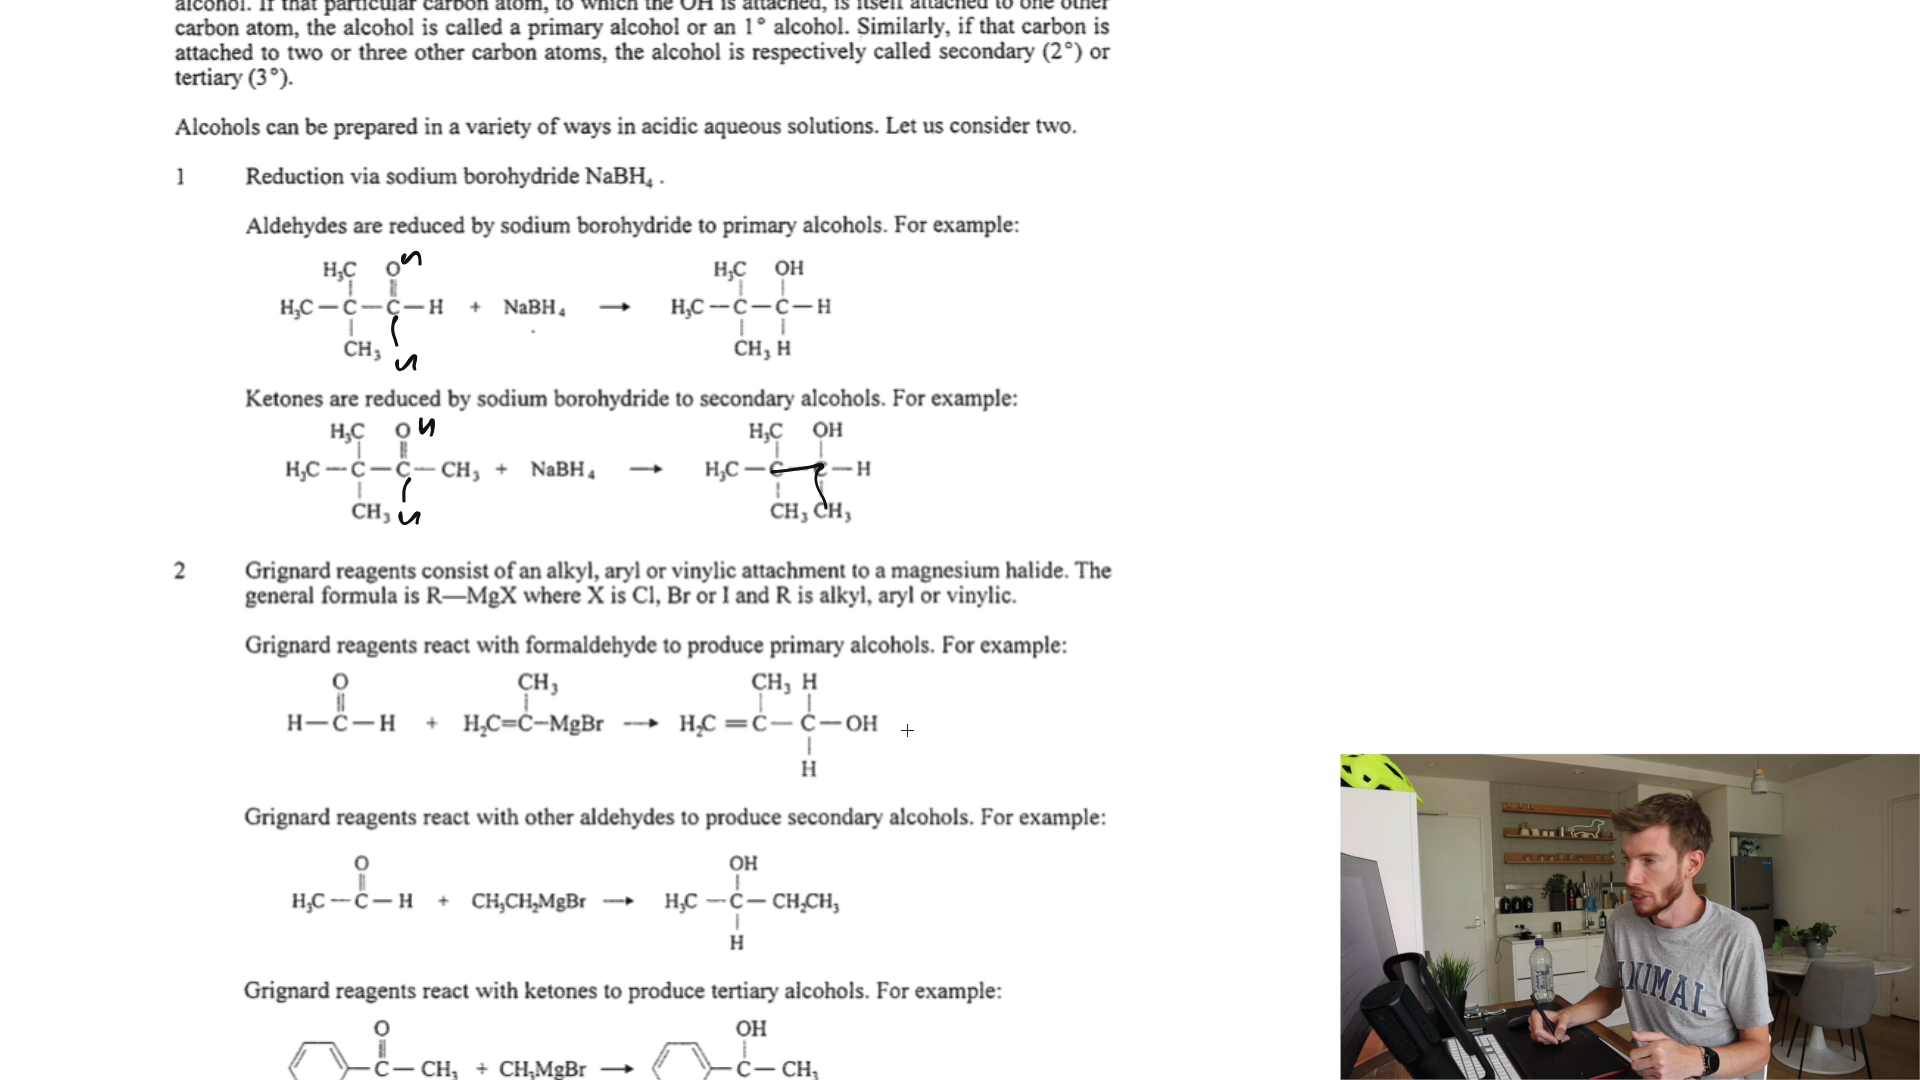 alcohol. If that particular carbon atom, to which the OH is attached, is itself attached to one other
carbon atom, the alcohol is called a primary alcohol or an 1° alcohol. Similarly, if that carbon is
attached to two or three other carbon atoms, the alcohol is respectively called secondary (2°) or
tertiary (3°).
Alcohols can be prepared in a variety of ways in acidic aqueous solutions. Let us consider two.
1 Reduction via sodium borohydride NaBH₄ .
Aldehydes are reduced by sodium borohydride to primary alcohols. For example:
H₃C O H₃C OH
H₃C—C—C—H + NaBH₄ → H₃C—C—C—H
CH₃ CH₃ H
Ketones are reduced by sodium borohydride to secondary alcohols. For example:
H₃C O H₃C OH
H₃C—C—C—CH₃ + NaBH₄ → H₃C—C—C—H
CH₃ CH₃ CH₃
2 Grignard reagents consist of an alkyl, aryl or vinylic attachment to a magnesium halide. The
general formula is R—MgX where X is Cl, Br or I and R is alkyl, aryl or vinylic.
Grignard reagents react with formaldehyde to produce primary alcohols. For example:
O CH₃ CH₃ H
H—C—H + H₂C=C—MgBr → H₂C=C—C—OH
H
Grignard reagents react with other aldehydes to produce secondary alcohols. For example:
O OH
H₃C—C—H + CH₃CH₂MgBr → H₃C—C—CH₂CH₃
H
Grignard reagents react with ketones to produce tertiary alcohols. For example:
O OH
C—CH₃ + CH₃MgBr → C—CH₃
ANIMAL